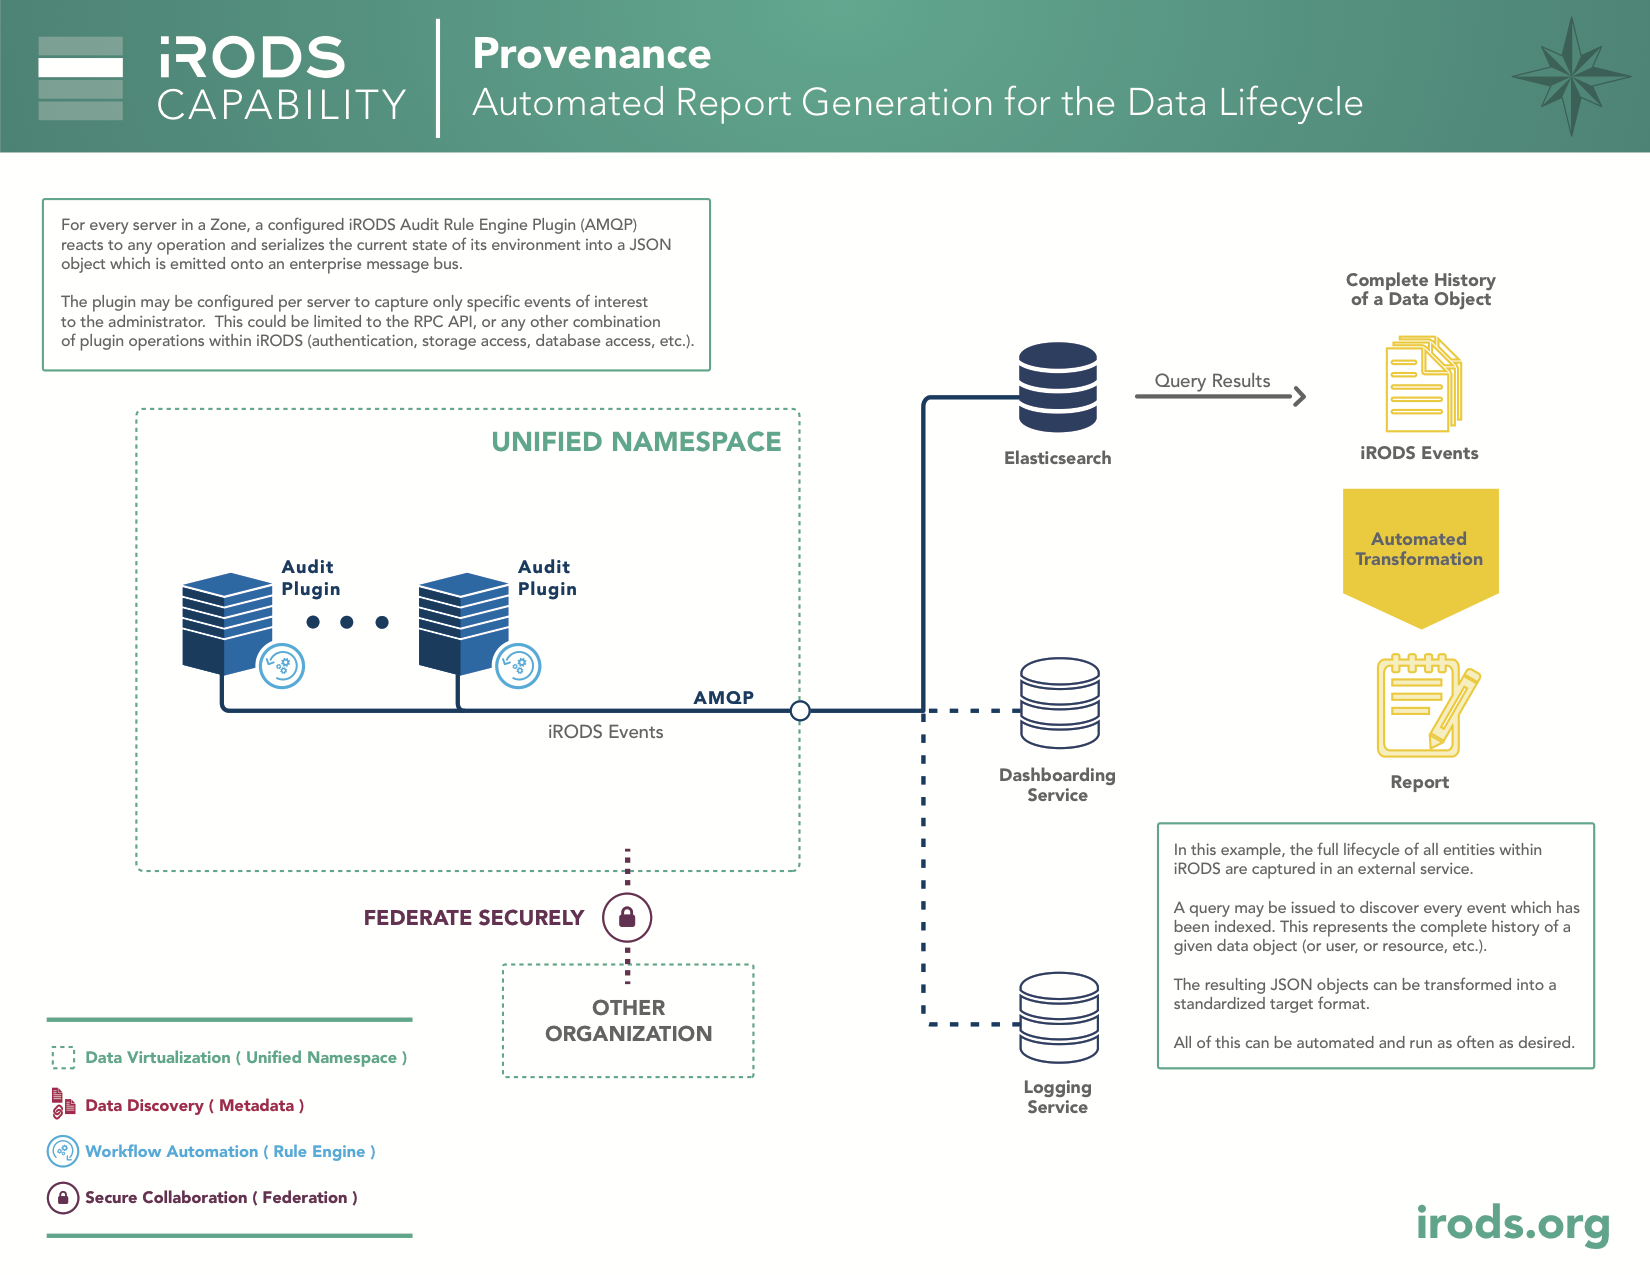 iRODS
CAPABILITY
Provenance
Automated Report Generation for the Data Lifecycle
For every server in a Zone, a configured iRODS Audit Rule Engine Plugin (AMQP)
reacts to any operation and serializes the current state of its environment into a JSON
object which is emitted onto an enterprise message bus.
The plugin may be configured per server to capture only specific events of interest
to the administrator.  This could be limited to the RPC API, or any other combination
of plugin operations within iRODS (authentication, storage access, database access, etc.).
UNIFIED NAMESPACE
Audit
Plugin
Audit
Plugin
AMQP
iRODS Events
FEDERATE SECURELY
OTHER
ORGANIZATION
Elasticsearch
Query Results
Complete History
of a Data Object
iRODS Events
Automated
Transformation
Report
Dashboarding
Service
Logging
Service
In this example, the full lifecycle of all entities within
iRODS are captured in an external service.
A query may be issued to discover every event which has
been indexed. This represents the complete history of a
given data object (or user, or resource, etc.).
The resulting JSON objects can be transformed into a
standardized target format.
All of this can be automated and run as often as desired.
Data Virtualization ( Unified Namespace )
Data Discovery ( Metadata )
Workflow Automation ( Rule Engine )
Secure Collaboration ( Federation )
irods.org